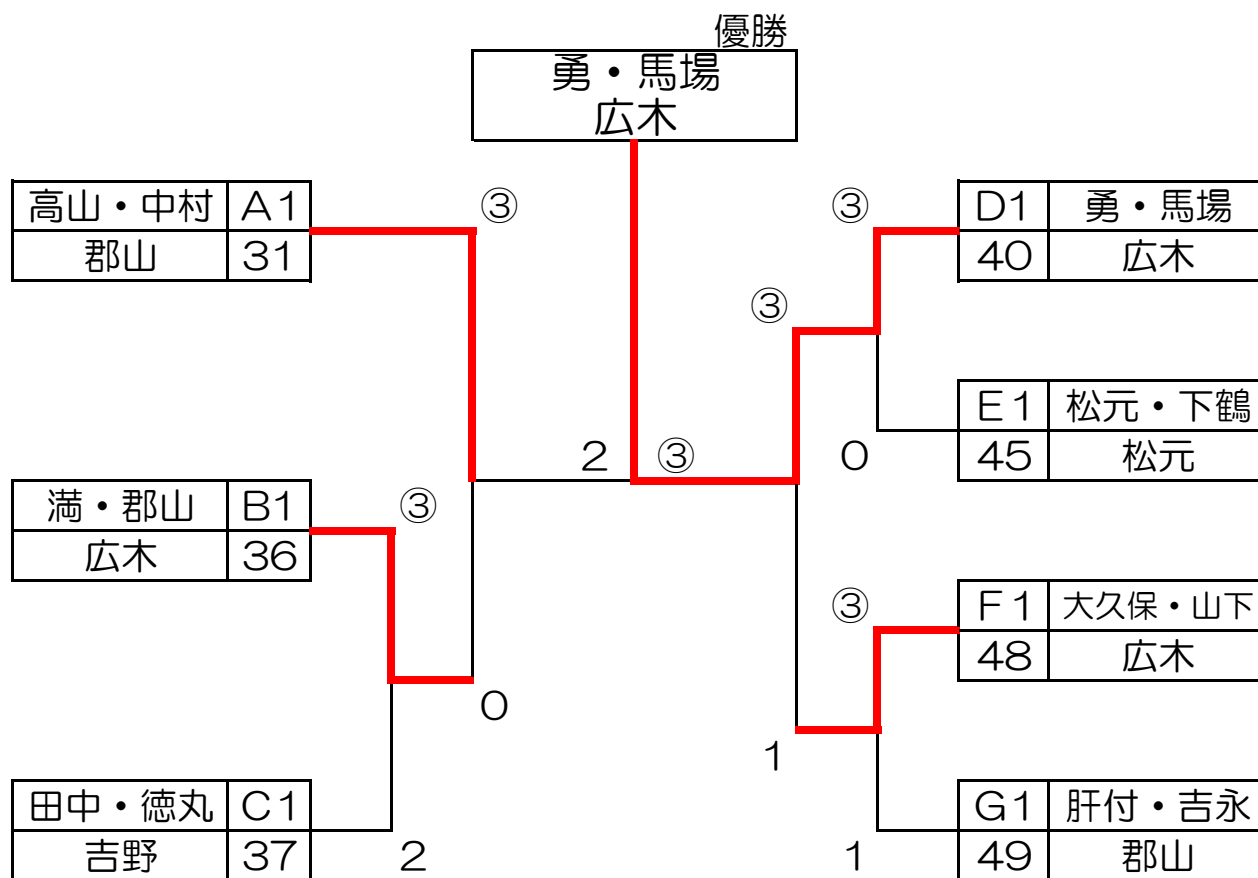 優勝
勇・馬場
広木
高山・中村 A1
郡山 31
③
③
D1 勇・馬場
40 広木
③
E1 松元・下鶴
45 松元
2
③
0
満・郡山 B1
広木 36
③
③
F1 大久保・山下
48 広木
0
1
田中・徳丸 C1
吉野 37
2
1
G1 肝付・吉永
49 郡山